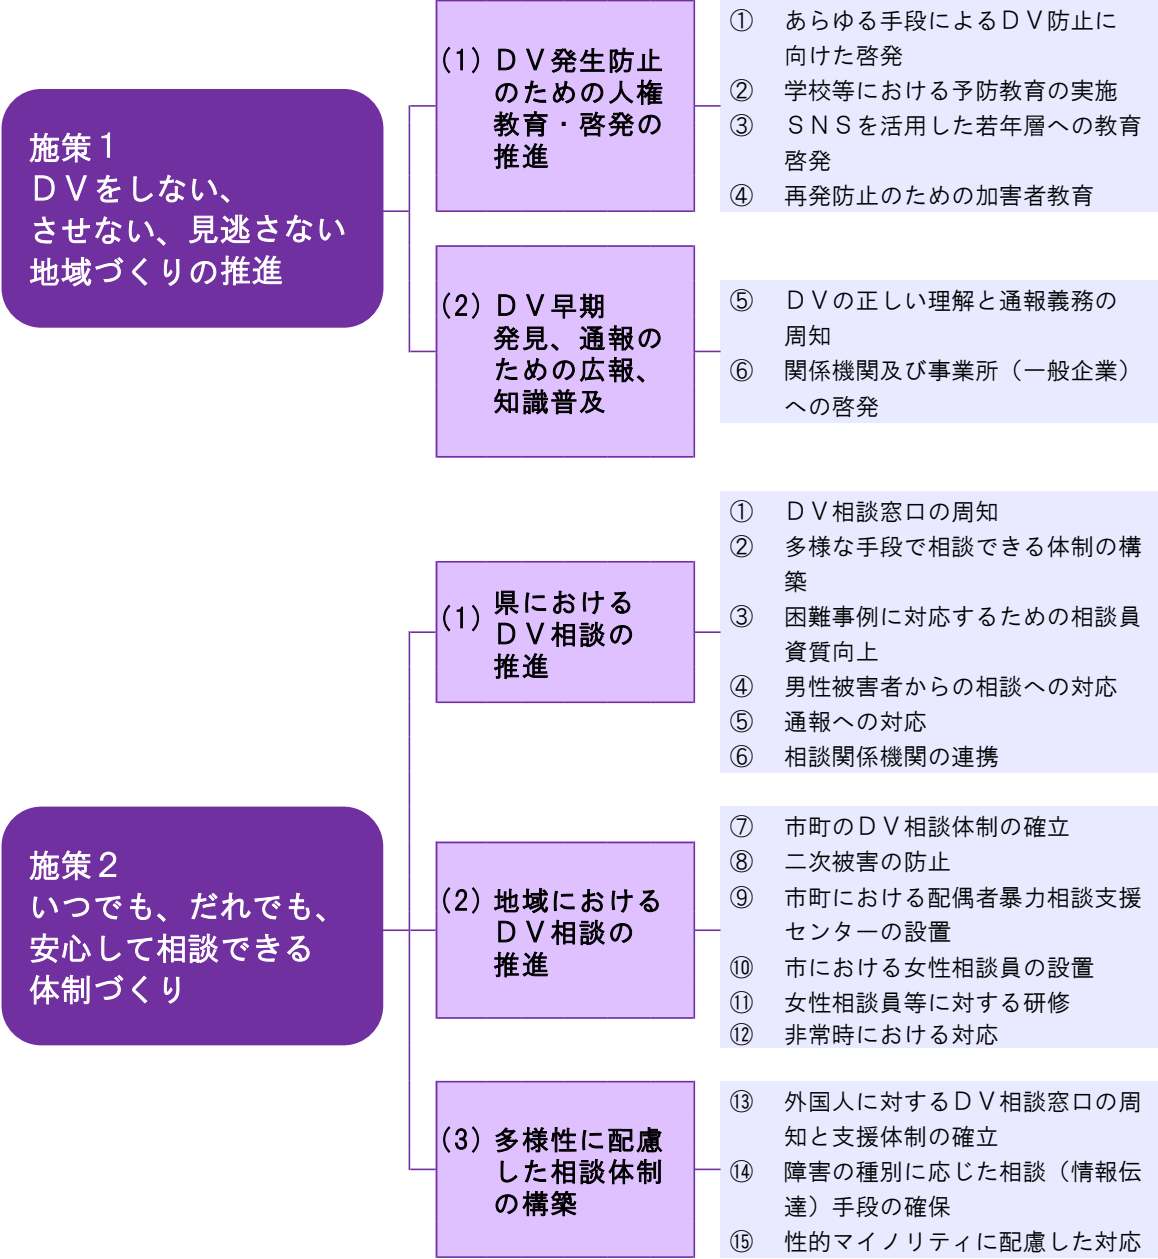 施策１
ＤＶをしない、
させない、見逃さない
地域づくりの推進
(1) ＤＶ発生防止
のための人権
教育・啓発の
推進
① あらゆる手段によるＤＶ防止に
向けた啓発
② 学校等における予防教育の実施
③ ＳＮＳを活用した若年層への教育
啓発
④ 再発防止のための加害者教育
(2) ＤＶ早期
発見、通報の
ための広報、
知識普及
⑤ ＤＶの正しい理解と通報義務の
周知
⑥ 関係機関及び事業所（一般企業）
への啓発
施策２
いつでも、だれでも、
安心して相談できる
体制づくり
(1) 県における
ＤＶ相談の
推進
① ＤＶ相談窓口の周知
② 多様な手段で相談できる体制の構
築
③ 困難事例に対応するための相談員
資質向上
④ 男性被害者からの相談への対応
⑤ 通報への対応
⑥ 相談関係機関の連携
(2) 地域における
ＤＶ相談の
推進
⑦ 市町のＤＶ相談体制の確立
⑧ 二次被害の防止
⑨ 市町における配偶者暴力相談支援
センターの設置
⑩ 市における女性相談員の設置
⑪ 女性相談員等に対する研修
⑫ 非常時における対応
(3) 多様性に配慮
した相談体制
の構築
⑬ 外国人に対するＤＶ相談窓口の周
知と支援体制の確立
⑭ 障害の種別に応じた相談（情報伝
達）手段の確保
⑮ 性的マイノリティに配慮した対応